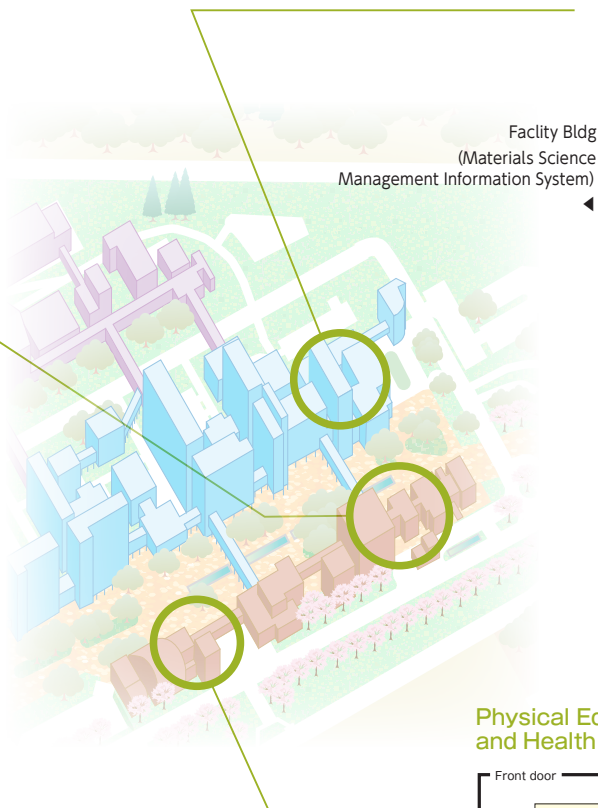 Faclity Bldg
(Materials Science
Management Information System)
Physical Ed
and Health
Front door